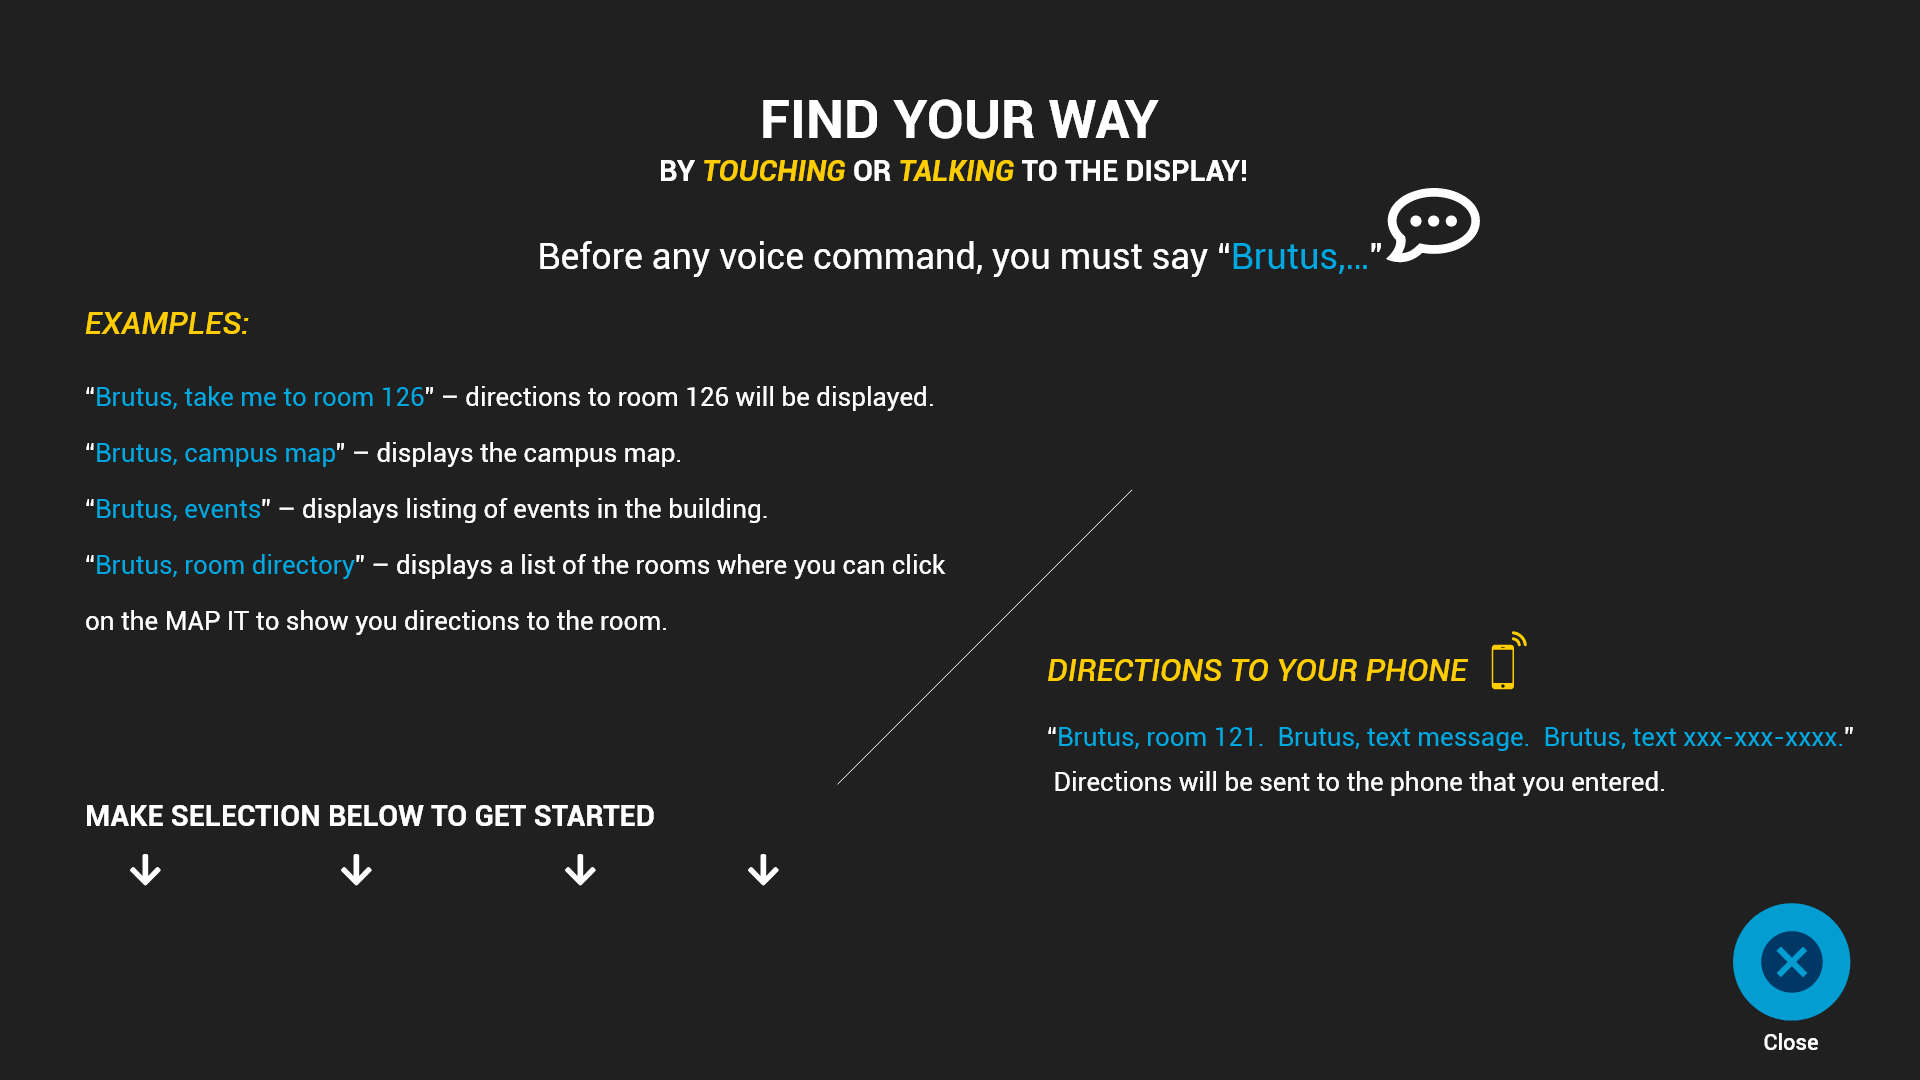 FIND YOUR WAY
BY TOUCHING OR TALKING TO THE DISPLAY!
Before any voice command, you must say “Brutus,...”
EXAMPLES:
“Brutus, take me to room 126” – directions to room 126 will be displayed.
“Brutus, campus map” – displays the campus map.
“Brutus, events” – displays listing of events in the building.
“Brutus, room directory” – displays a list of the rooms where you can click
on the MAP IT to show you directions to the room.
DIRECTIONS TO YOUR PHONE
“Brutus, room 121.  Brutus, text message.  Brutus, text xxx-xxx-xxxx.”
Directions will be sent to the phone that you entered.
MAKE SELECTION BELOW TO GET STARTED
Close